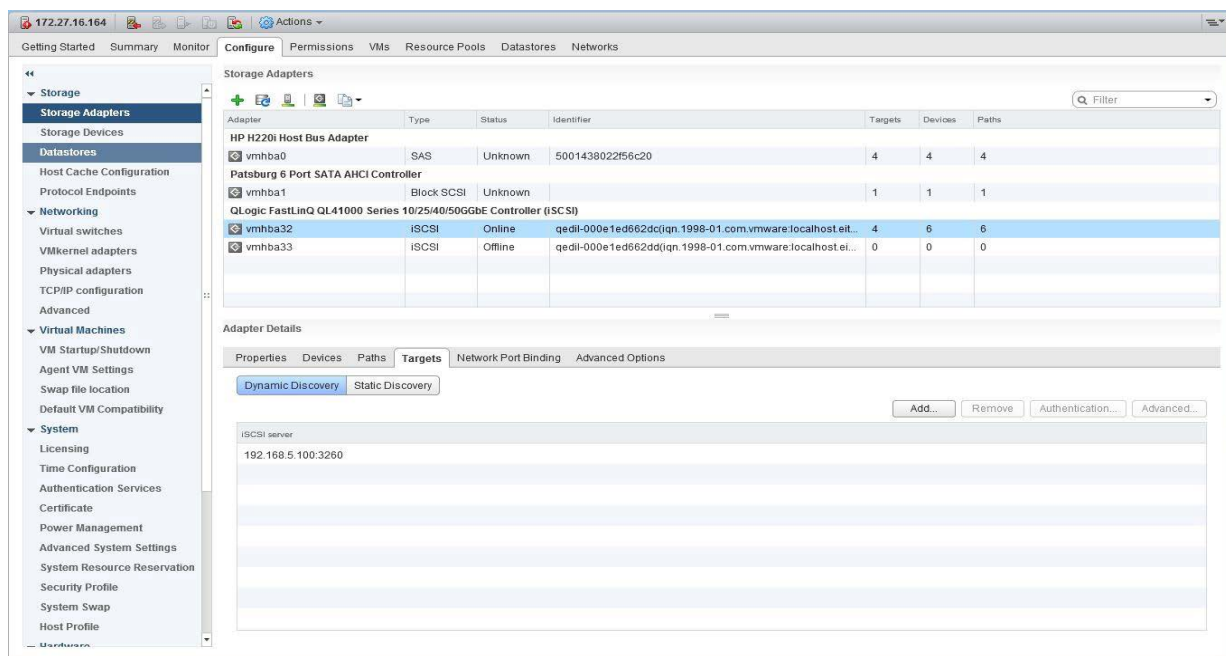 172.27.16.164 Actions
Getting Started Summary Monitor Configure Permissions VMs Resource Pools Datastores Networks
Storage
Storage Adapters
Storage Devices
Datastores
Host Cache Configuration
Protocol Endpoints
Networking
Virtual switches
VMkernel adapters
Physical adapters
TCP/IP configuration
Advanced
Virtual Machines
VM Startup/Shutdown
Agent VM Settings
Swap file location
Default VM Compatibility
System
Licensing
Time Configuration
Authentication Services
Certificate
Power Management
Advanced System Settings
System Resource Reservation
Security Profile
System Swap
Host Profile
Hardware
Storage Adapters
Filter
Adapter Type Status Identifier Targets Devices Paths
HP H220i Host Bus Adapter
vmhba0 SAS Unknown 5001438022f56c20 4 4 4
Patsburg 6 Port SATA AHCI Controller
vmhba1 Block SCSI Unknown 1 1 1
QLogic FastLinQ QL41000 Series 10/25/40/50GGbE Controller (iSCSI)
vmhba32 iSCSI Online qedil-000e1ed662dc(iqn.1998-01.com.vmware:localhost.eit... 4 6 6
vmhba33 iSCSI Offline qedil-000e1ed662dd(iqn.1998-01.com.vmware:localhost.ei... 0 0 0
Adapter Details
Properties Devices Paths Targets Network Port Binding Advanced Options
Dynamic Discovery Static Discovery
Add... Remove Authentication... Advanced...
iSCSI server
192.168.5.100:3260